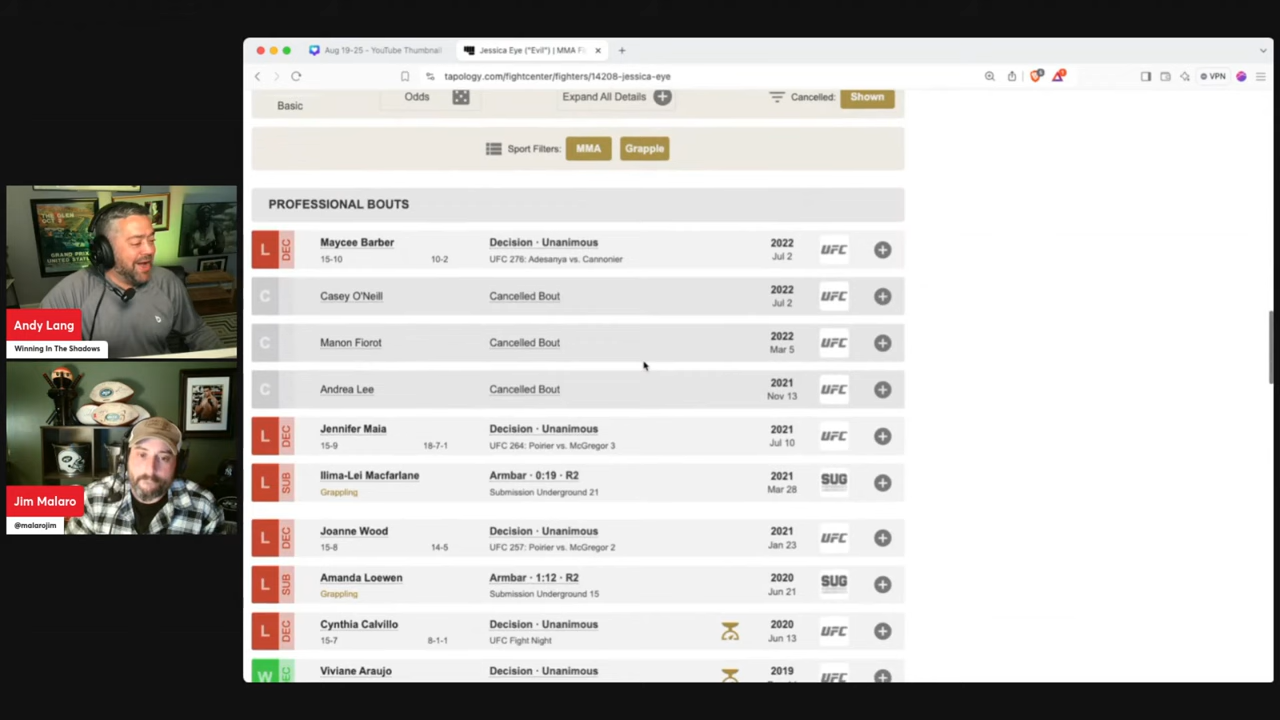 Aug 19-25 - YouTube Thumbnail
Jessica Eye ("Evil") | MMA Fi
tapology.com/fightcenter/fighters/14208-jessica-eye
VPN
Basic
Odds
Expand All Details
Cancelled:
Shown
Sport Filters:
MMA
Grapple
PROFESSIONAL BOUTS
L DEC Maycee Barber Decision · Unanimous 2022 UFC
15-10 10-2 UFC 276: Adesanya vs. Cannonier Jul 2
C Casey O'Neill Cancelled Bout 2022 UFC
Jul 2
C Manon Fiorot Cancelled Bout 2022 UFC
Mar 5
C Andrea Lee Cancelled Bout 2021 UFC
Nov 13
L DEC Jennifer Maia Decision · Unanimous 2021 UFC
15-9 18-7-1 UFC 264: Poirier vs. McGregor 3 Jul 10
L SUB Ilima-Lei Macfarlane Armbar · 0:19 · R2 2021 SUG
Grappling Submission Underground 21 Mar 28
L DEC Joanne Wood Decision · Unanimous 2021 UFC
15-8 14-5 UFC 257: Poirier vs. McGregor 2 Jan 23
L SUB Amanda Loewen Armbar · 1:12 · R2 2020 SUG
Grappling Submission Underground 15 Jun 21
L DEC Cynthia Calvillo Decision · Unanimous 2020 UFC
15-7 8-1-1 UFC Fight Night Jun 13
W DEC Viviane Araujo Decision · Unanimous 2019 UFC
THE GLEN
GRAND PRIX
UNITED STATES
Andy Lang
Winning In The Shadows
Jim Malaro
@malarojim